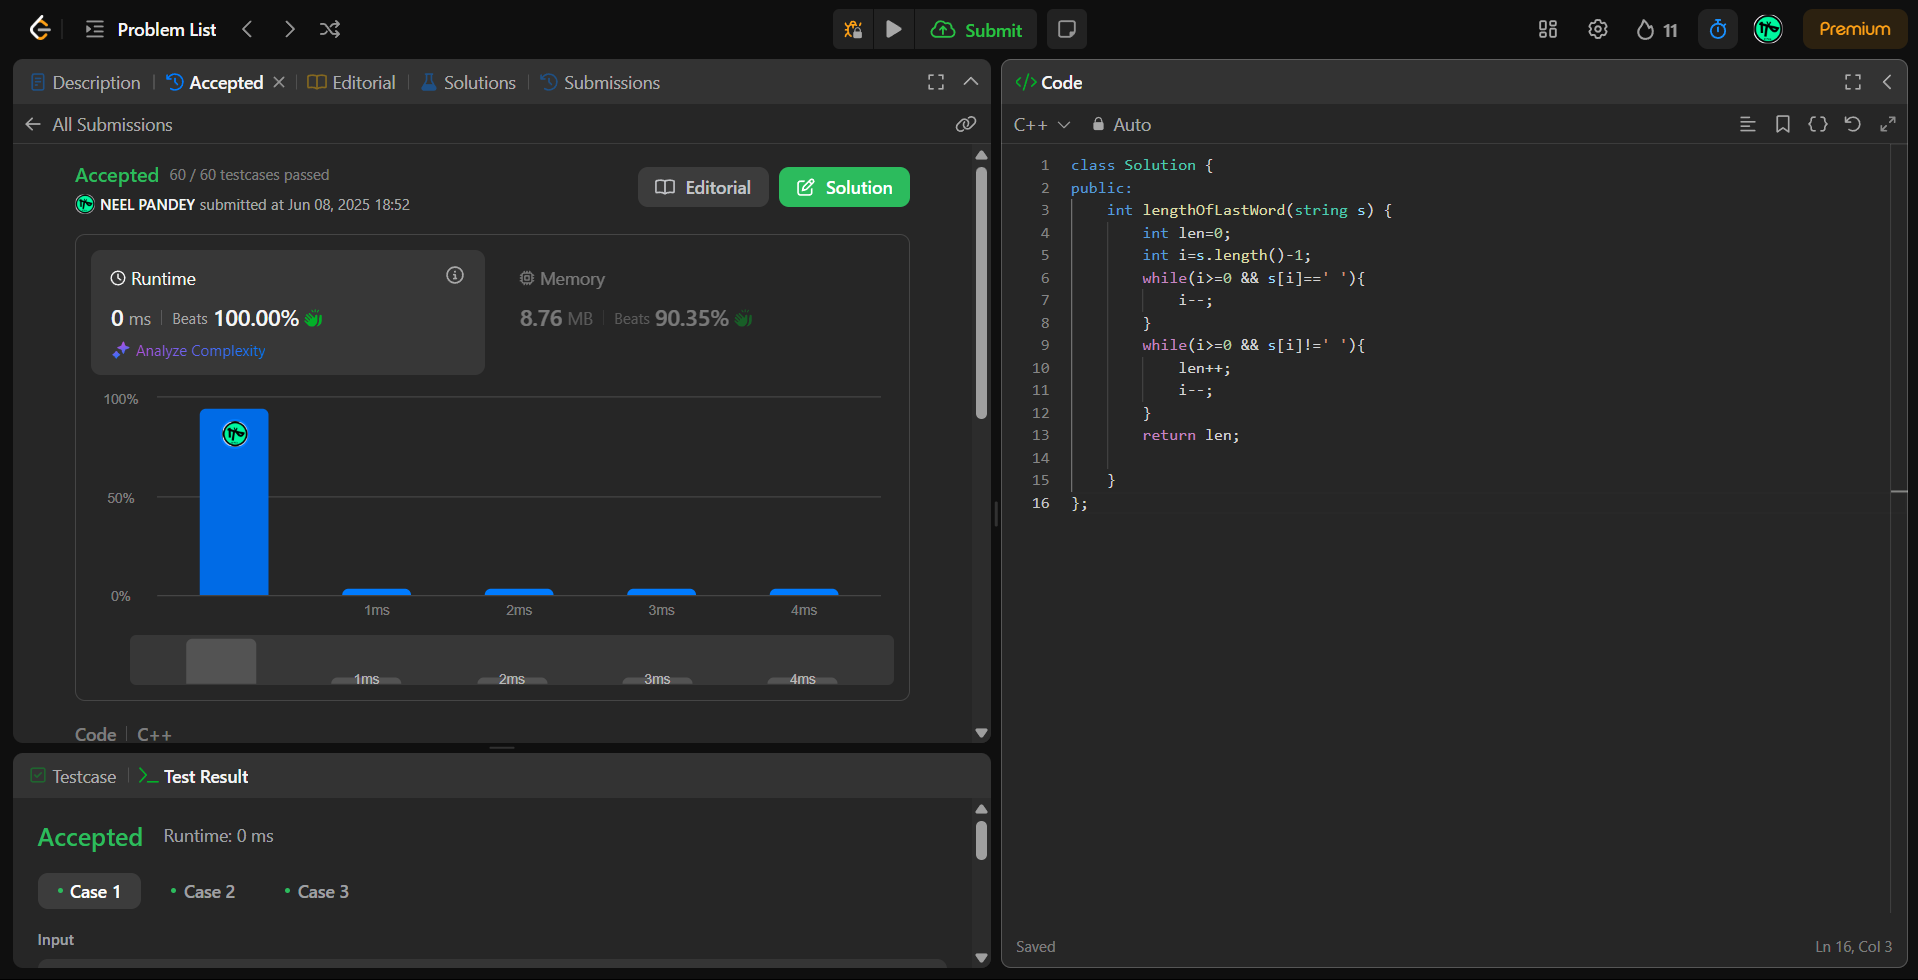 Problem List
Submit
11
Premium
Description
Accepted
Editorial
Solutions
Submissions
All Submissions
Accepted 60 / 60 testcases passed
NEEL PANDEY submitted at Jun 08, 2025 18:52
Editorial
Solution
Runtime
0 ms Beats 100.00%
Analyze Complexity
Memory
8.76 MB Beats 90.35%
100%
50%
0%
1ms 2ms 3ms 4ms
1ms 2ms 3ms 4ms
Code C++
Testcase
>_ Test Result
Accepted Runtime: 0 ms
Case 1
Case 2
Case 3
Input
</> Code
C++ Auto
1 class Solution {
2 public:
3     int lengthOfLastWord(string s) {
4         int len=0;
5         int i=s.length()-1;
6         while(i>=0 && s[i]==' '){
7             i--;
8         }
9         while(i>=0 && s[i]!=' '){
10             len++;
11             i--;
12         }
13         return len;
14
15     }
16 };
Saved
Ln 16, Col 3